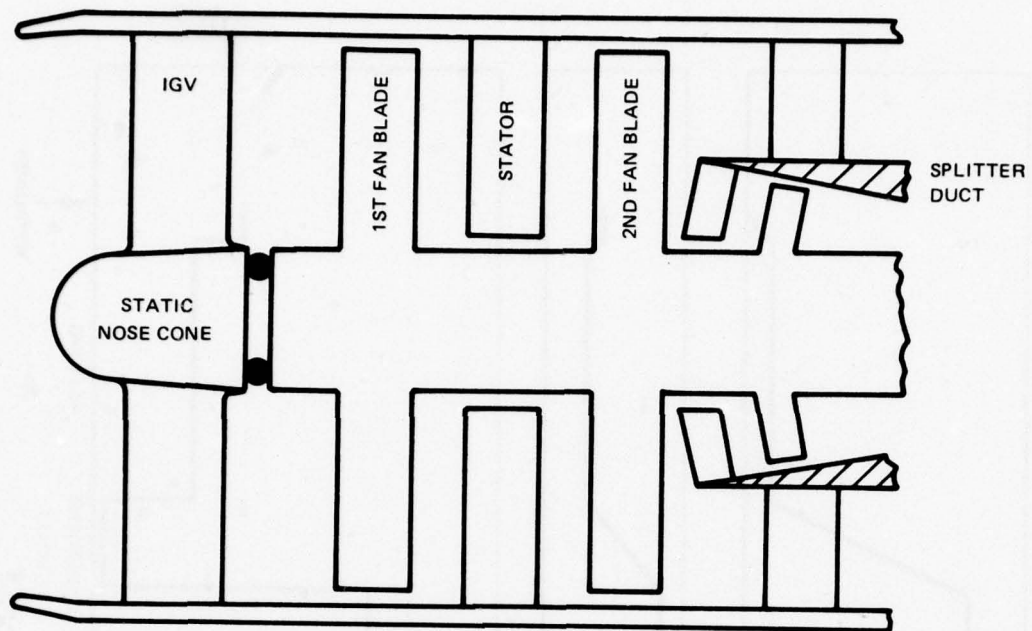 IGV
1ST FAN BLADE
STATOR
2ND FAN BLADE
SPLITTER
DUCT
STATIC
NOSE CONE